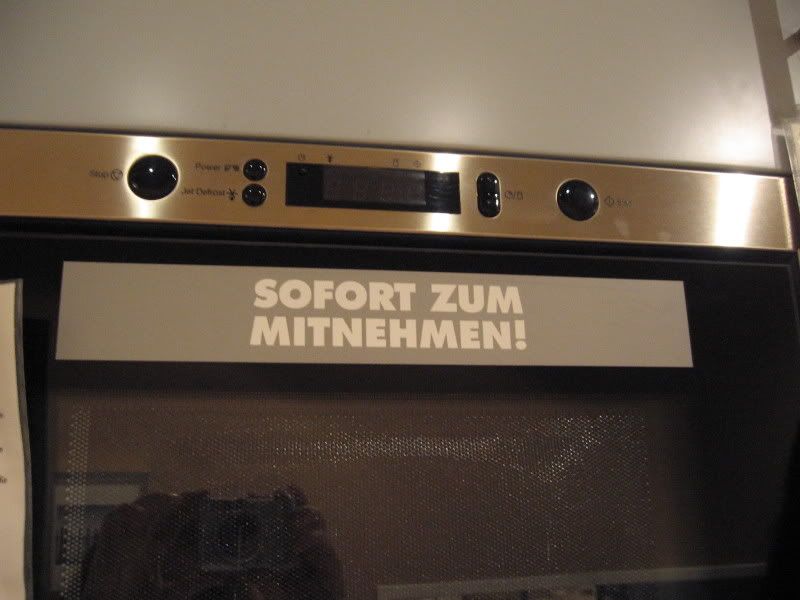 Stop
Power
Jet Defrost
SOFORT ZUM
MITNEHMEN!